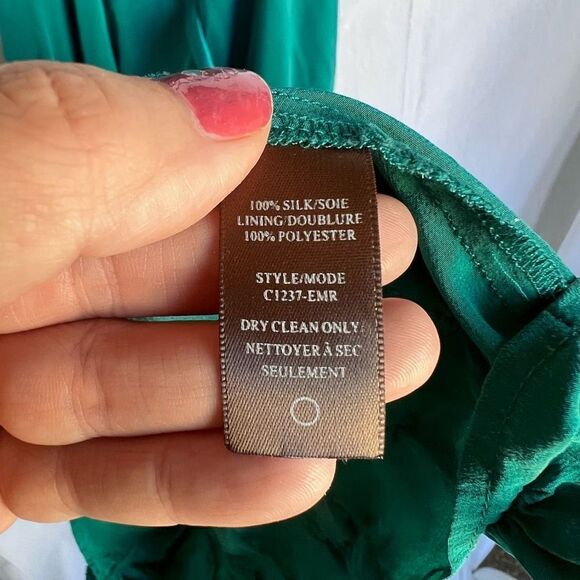 100% SILK/SOIE
LINING/DOUBLURE
100% POLYESTER
STYLE/MODE
C1237-EMR
DRY CLEAN ONLY.
NETTOYER À SEC
SEULEMENT